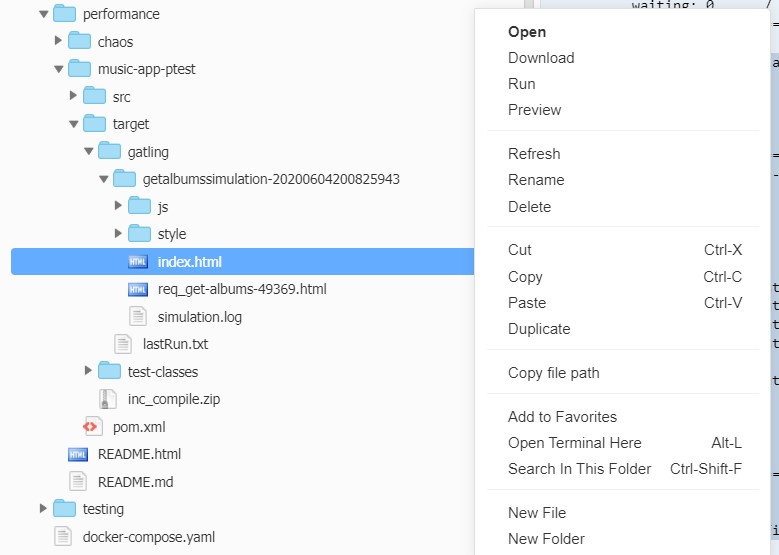 performance
chaos
music-app-ptest
src
target
gatling
getalbumssimulation-20200604200825943
js
style
index.html
req_get-albums-49369.html
simulation.log
lastRun.txt
test-classes
inc_compile.zip
pom.xml
README.html
README.md
testing
docker-compose.yaml
waiting: 0 /
Open
Download
Run
Preview
Refresh
Rename
Delete
Cut Ctrl-X
Copy Ctrl-C
Paste Ctrl-V
Duplicate
Copy file path
Add to Favorites
Open Terminal Here Alt-L
Search In This Folder Ctrl-Shift-F
New File
New Folder